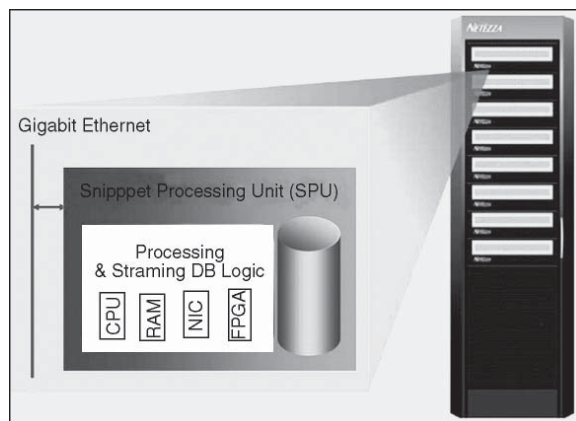 NETEZZA
Gigabit Ethernet
Snipppet Processing Unit (SPU)
Processing
& Straming DB Logic
CPU
RAM
NIC
FPGA